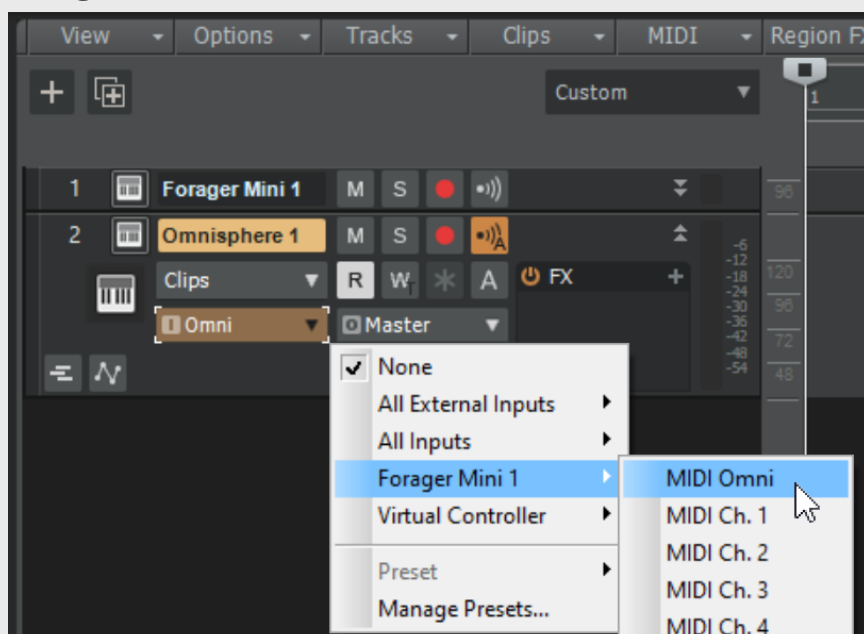 View Options Tracks Clips MIDI Region F
Custom
1
1 Forager Mini 1 M S 96
2 Omnisphere 1 M S A
-6
-12
-18
-24
-30
-36
-42
-48
-54
120
96
72
48
Clips R W A FX +
I Omni O Master
None
All External Inputs
All Inputs
Forager Mini 1
Virtual Controller
Preset
Manage Presets...
MIDI Omni
MIDI Ch. 1
MIDI Ch. 2
MIDI Ch. 3
MIDI Ch. 4